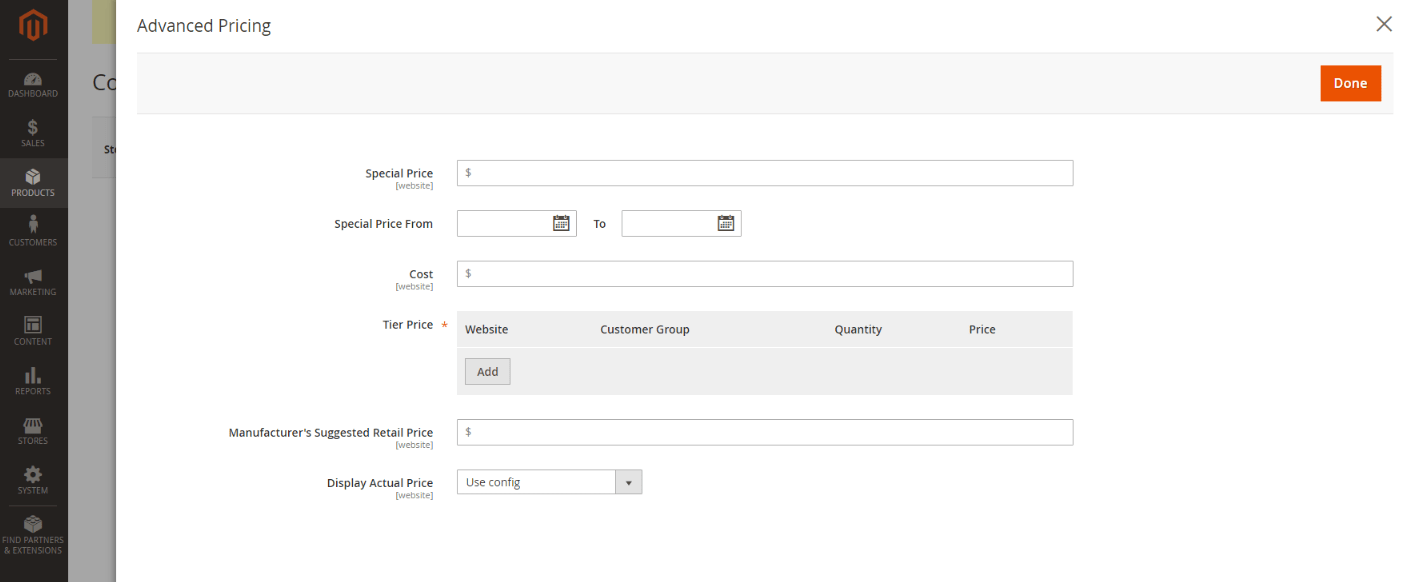 Advanced Pricing
Done
DASHBOARD
SALES
PRODUCTS
CUSTOMERS
MARKETING
CONTENT
REPORTS
STORES
SYSTEM
FIND PARTNERS
& EXTENSIONS
Co
Sto
Special Price $
[website]
Special Price From To
Cost $
[website]
Tier Price * Website Customer Group Quantity Price
Add
Manufacturer's Suggested Retail Price $
[website]
Display Actual Price Use config
[website]